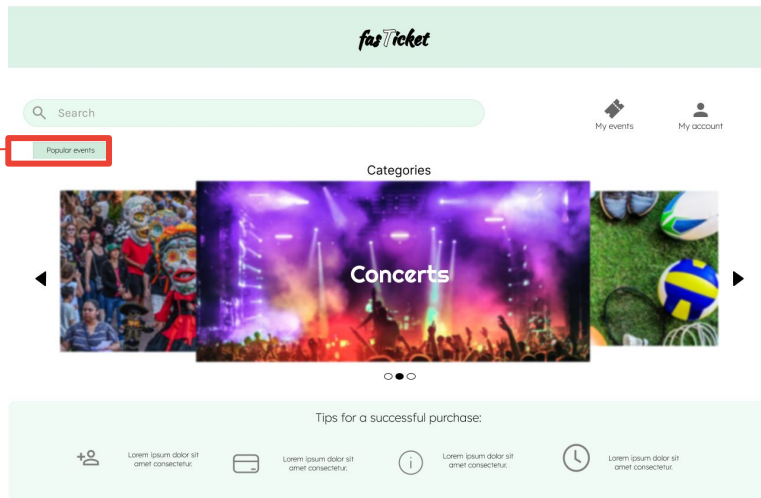 fasTicket
Search
My events
My account
Popular events
Categories
Concerts
Tips for a successful purchase:
Lorem ipsum dolor sit
amet consectetur.
Lorem ipsum dolor sit
amet consectetur.
Lorem ipsum dolor sit
amet consectetur.
Lorem ipsum dolor sit
amet consectetur.